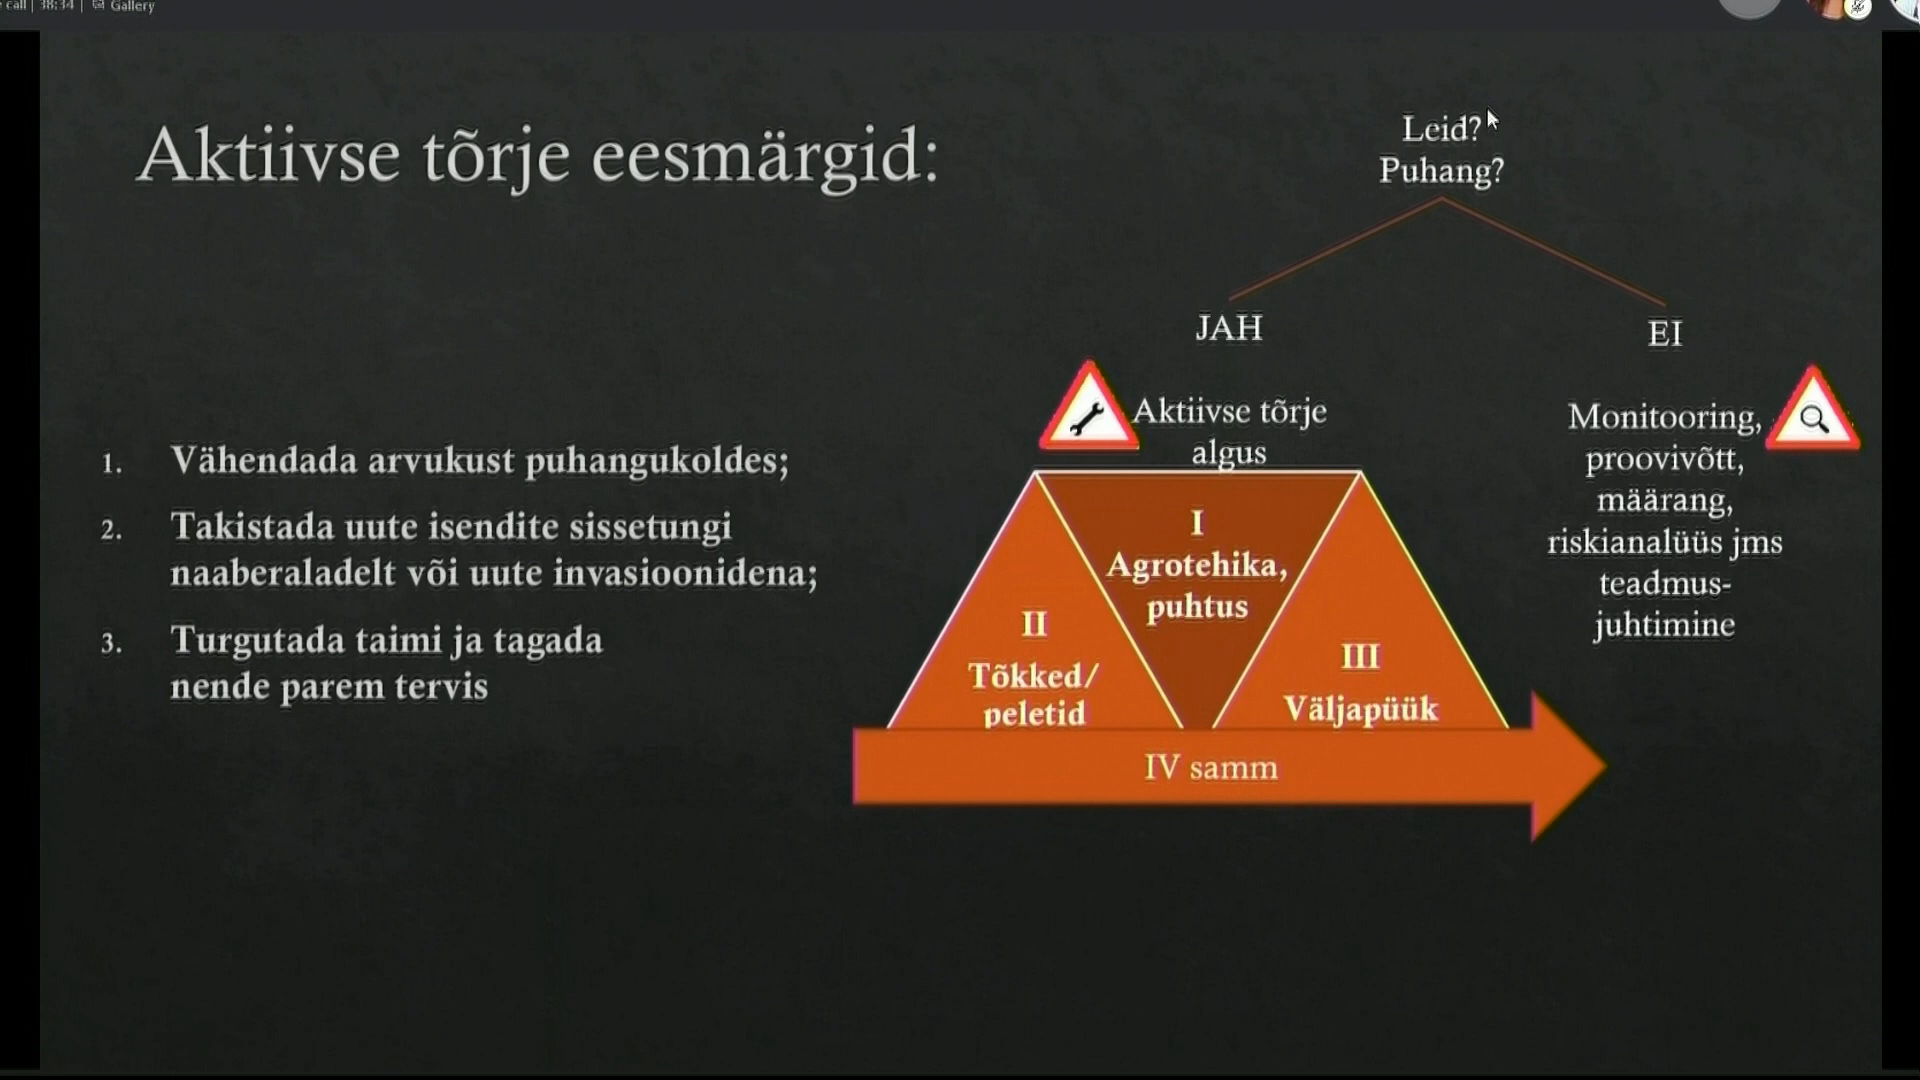 call | 38:34 | Gallery
Aktiivse tõrje eesmärgid:
1. Vähendada arvukust puhangukoldes;
2. Takistada uute isendite sissetungi
naaberaladelt või uute invasioonidena;
3. Turgutada taimi ja tagada
nende parem tervis
Leid?
Puhang?
JAH
EI
Aktiivse tõrje
algus
I
Agrotehika,
puhtus
II
Tõkked/
peletid
III
Väljapüük
IV samm
Monitooring,
proovivõtt,
määrang,
riskianalüüs jms
teadmus-
juhtimine